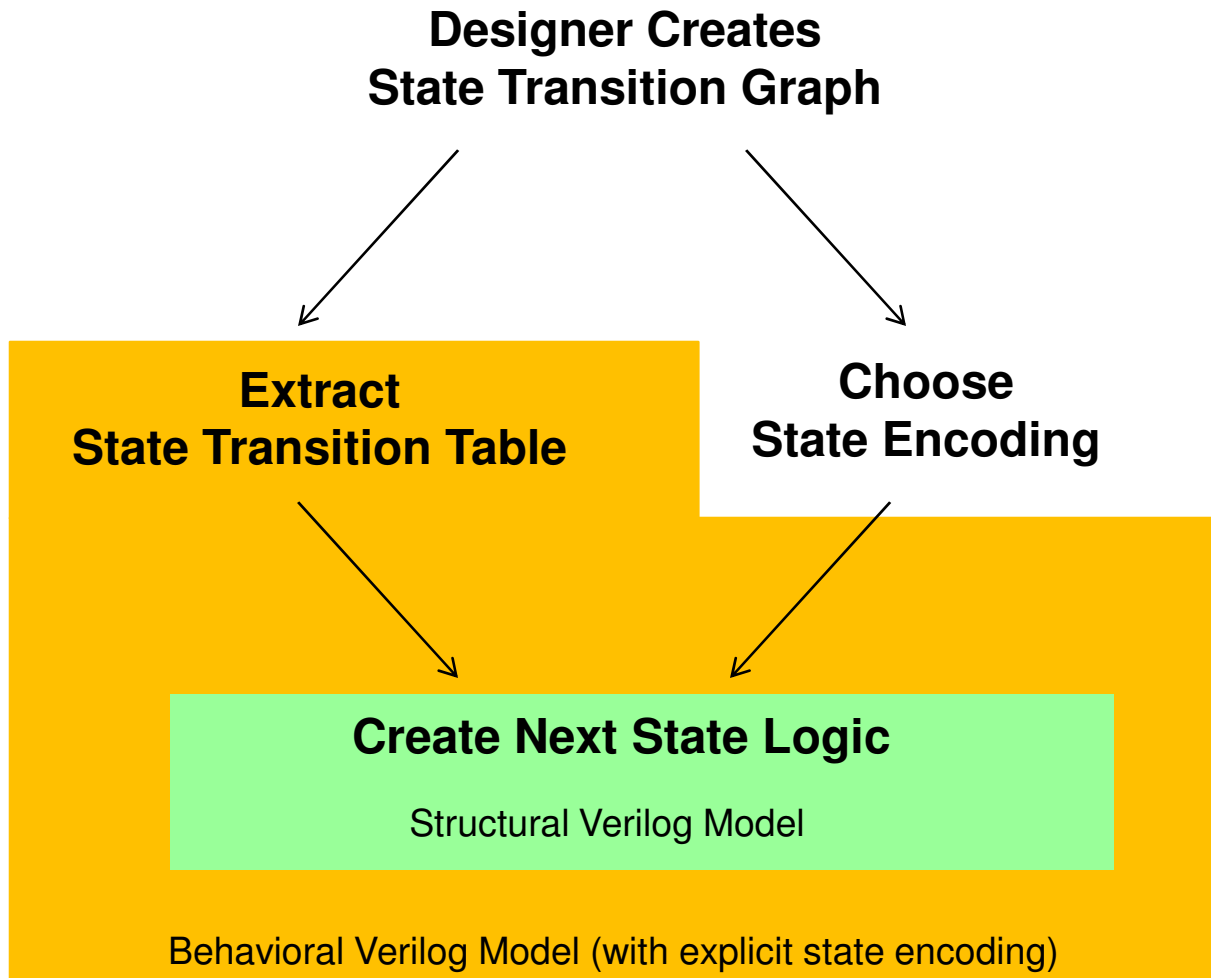 Designer Creates
State Transition Graph
Extract
State Transition Table
Choose
State Encoding
Create Next State Logic
Structural Verilog Model
Behavioral Verilog Model (with explicit state encoding)